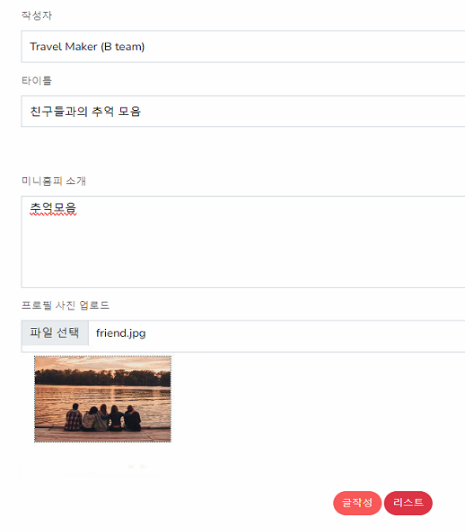 작성자
Travel Maker (B team)
타이틀
친구들과의 추억 모음
미니홈피 소개
추억모음
프로필 사진 업로드
파일 선택 friend.jpg
글작성 리스트